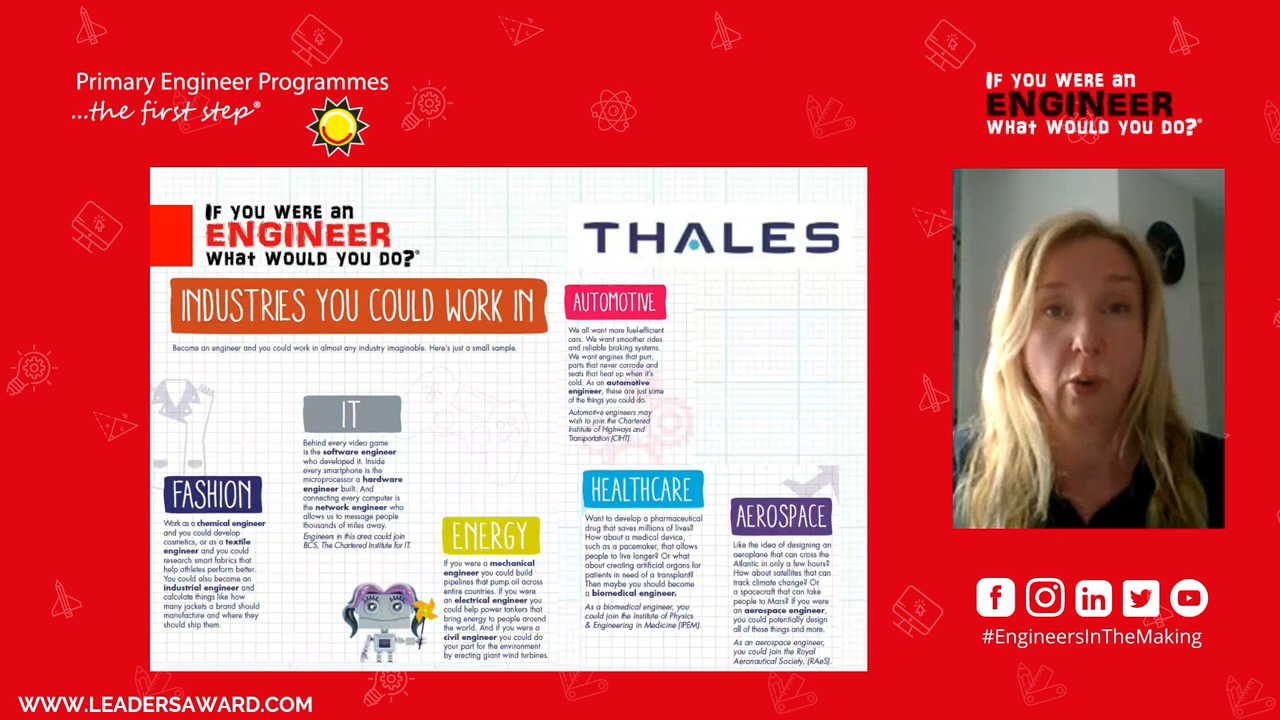 Primary Engineer Programmes
...the first step®
IF YOU WERE an
ENGINEER
WHat WOULD YOU DO?®
IF YOU WERE an
ENGINEER
WHat WOULD YOU DO?®
THALES
INDUSTRIES YOU COULD WORK IN
Become an engineer and you could work in almost any industry imaginable. Here's just a small sample.
FASHION
Work as a chemical engineer
and you could develop
cosmetics, or as a textile
engineer and you could
research smart fabrics that
help athletes perform better.
You could also become an
industrial engineer and
calculate things like how
many jackets a brand should
manufacture and where they
should ship them.
IT
Behind every video game
is the software engineer
who developed it. Inside
every smartphone is the
microprocessor a hardware
engineer built. And
connecting every computer is
the network engineer who
allows us to message people
thousands of miles away.
Engineers in this area could join
BCS, The Chartered Institute for IT.
ENERGY
If you were a mechanical
engineer you could build
pipelines that pump oil across
entire countries. If you were
an electrical engineer you
could help power tankers that
bring energy to people around
the world. And if you were a
civil engineer you could do
your part for the environment
by erecting giant wind turbines.
AUTOMOTIVE
We all want more fuel-efficient
cars. We want smoother rides
and reliable braking systems.
We want engines that purr,
parts that never corrode and
seats that heat up when it's
cold. As an automotive
engineer, these are just some
of the things you could do.
Automotive engineers may
wish to join the Chartered
Institute of Highways and
Transportation (CIHT).
HEALTHCARE
Want to develop a pharmaceutical
drug that saves millions of lives?
How about a medical device,
such as a pacemaker, that allows
people to live longer? Or what
about creating artificial organs for
patients in need of a transplant?
Then maybe you should become
a biomedical engineer.
As a biomedical engineer, you
could join the Institute of Physics
& Engineering in Medicine (IPEM).
AEROSPACE
Like the idea of designing an
aeroplane that can cross the
Atlantic in only a few hours?
How about satellites that can
track climate change? Or
a spacecraft that can take
people to Mars? If you were
an aerospace engineer,
you could potentially design
all of these things and more.
As an aerospace engineer,
you could join the Royal
Aeronautical Society, (RAeS).
#EngineersInTheMaking
WWW.LEADERSAWARD.COM